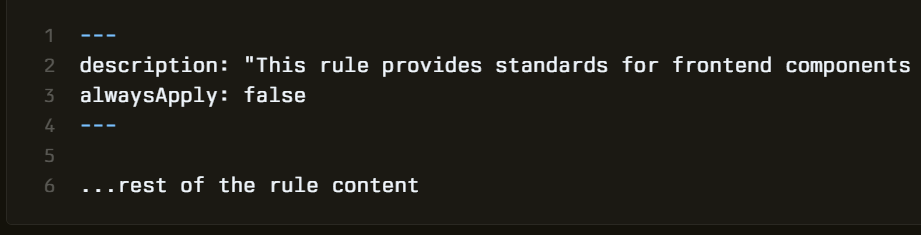 1 ---
2 description: "This rule provides standards for frontend components
3 alwaysApply: false
4 ---
5
6 ...rest of the rule content